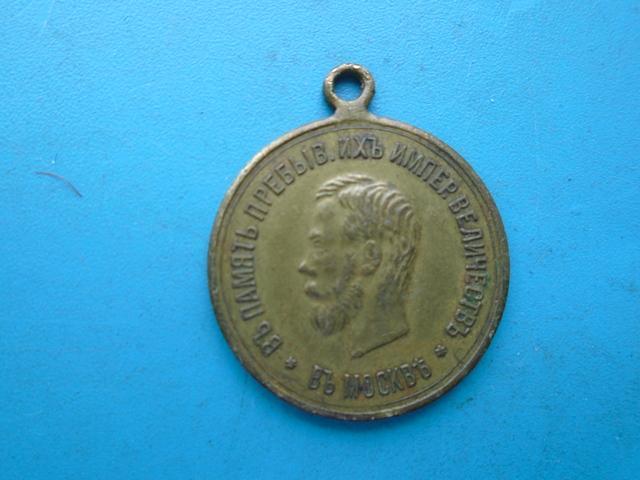 ВЪ ПАМЯТЬ ПРЕБЫВ. ИХЪ ИМПЕР. ВЕЛИЧЕСТВЪ
* ВЪ МОСКВѢ *